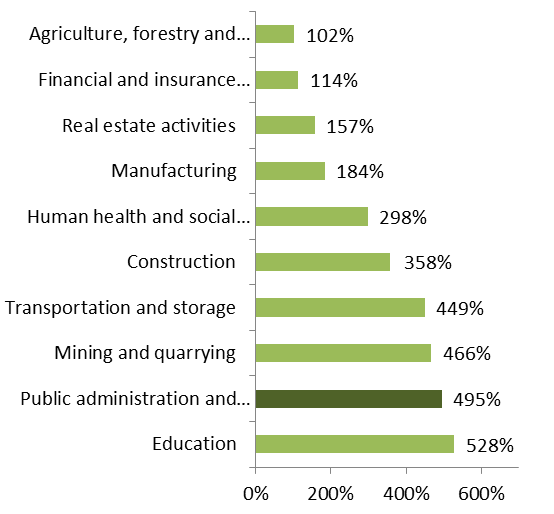 Agriculture, forestry and... 102%
Financial and insurance... 114%
Real estate activities 157%
Manufacturing 184%
Human health and social... 298%
Construction 358%
Transportation and storage 449%
Mining and quarrying 466%
Public administration and... 495%
Education 528%
0% 200% 400% 600%